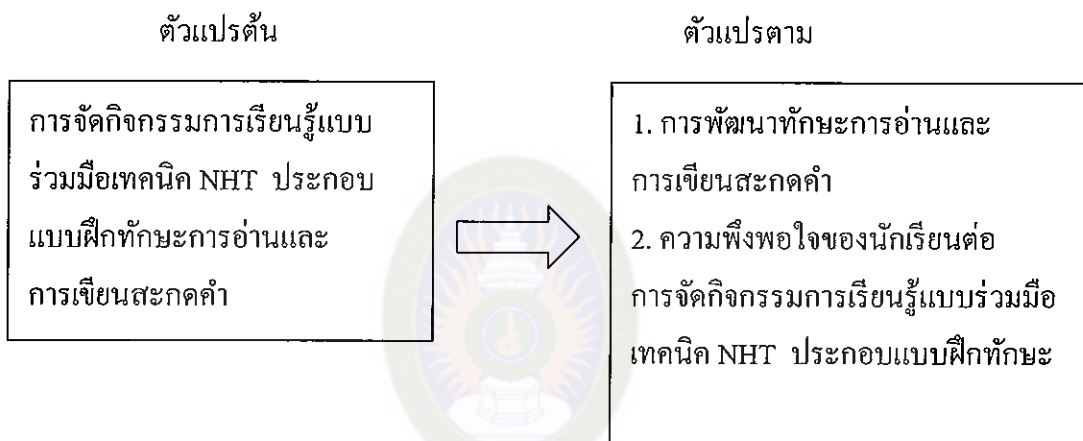 ตัวแปรต้น
ตัวแปรตาม
การจัดกิจกรรมการเรียนรู้แบบ
ร่วมมือเทคนิค NHT ประกอบ
แบบฝึกทักษะการอ่านและ
การเขียนสะกดคำ
1. การพัฒนาทักษะการอ่านและ
การเขียนสะกดคำ
2. ความพึงพอใจของนักเรียนต่อ
การจัดกิจกรรมการเรียนรู้แบบร่วมมือ
เทคนิค NHT ประกอบแบบฝึกทักษะ